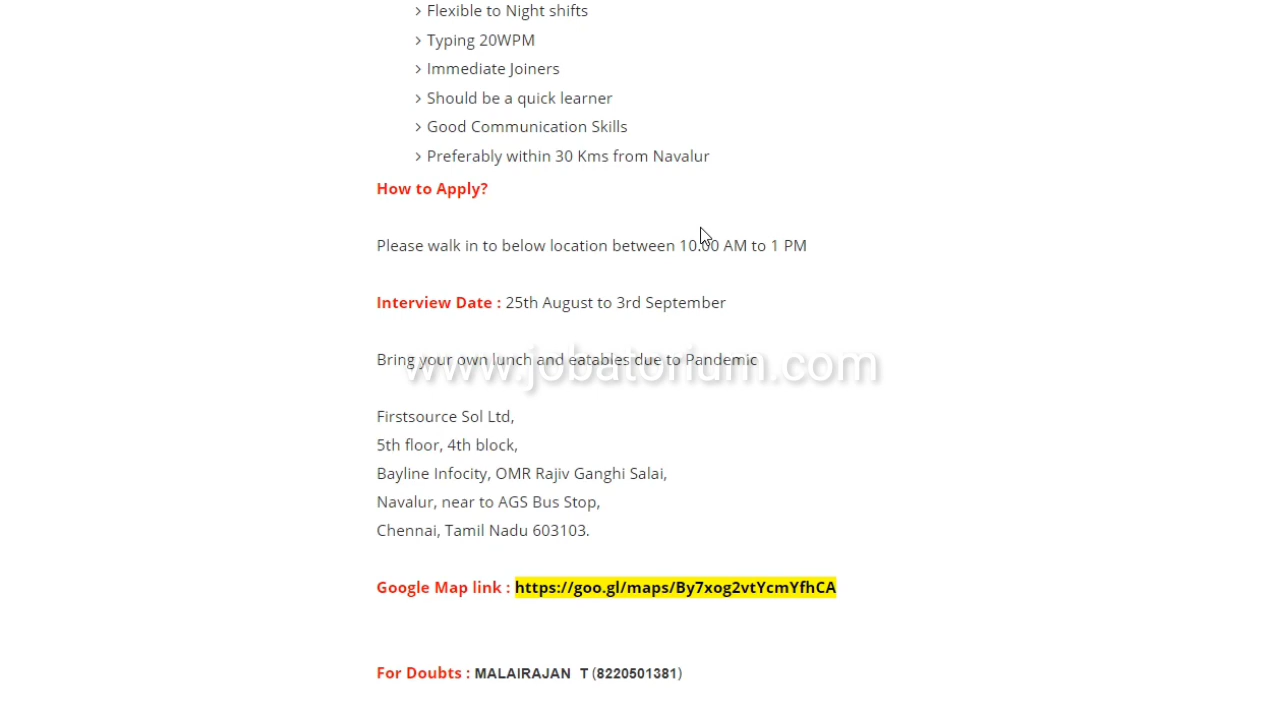 > Flexible to Night shifts
> Typing 20WPM
> Immediate Joiners
> Should be a quick learner
> Good Communication Skills
> Preferably within 30 Kms from Navalur
How to Apply?
Please walk in to below location between 10.00 AM to 1 PM
Interview Date : 25th August to 3rd September
Bring your own lunch and eatables due to Pandemic
www.jobatorium.com
Firstsource Sol Ltd,
5th floor, 4th block,
Bayline Infocity, OMR Rajiv Ganghi Salai,
Navalur, near to AGS Bus Stop,
Chennai, Tamil Nadu 603103.
Google Map link : https://goo.gl/maps/By7xog2vtYcmYfhCA
For Doubts : MALAIRAJAN T (8220501381)